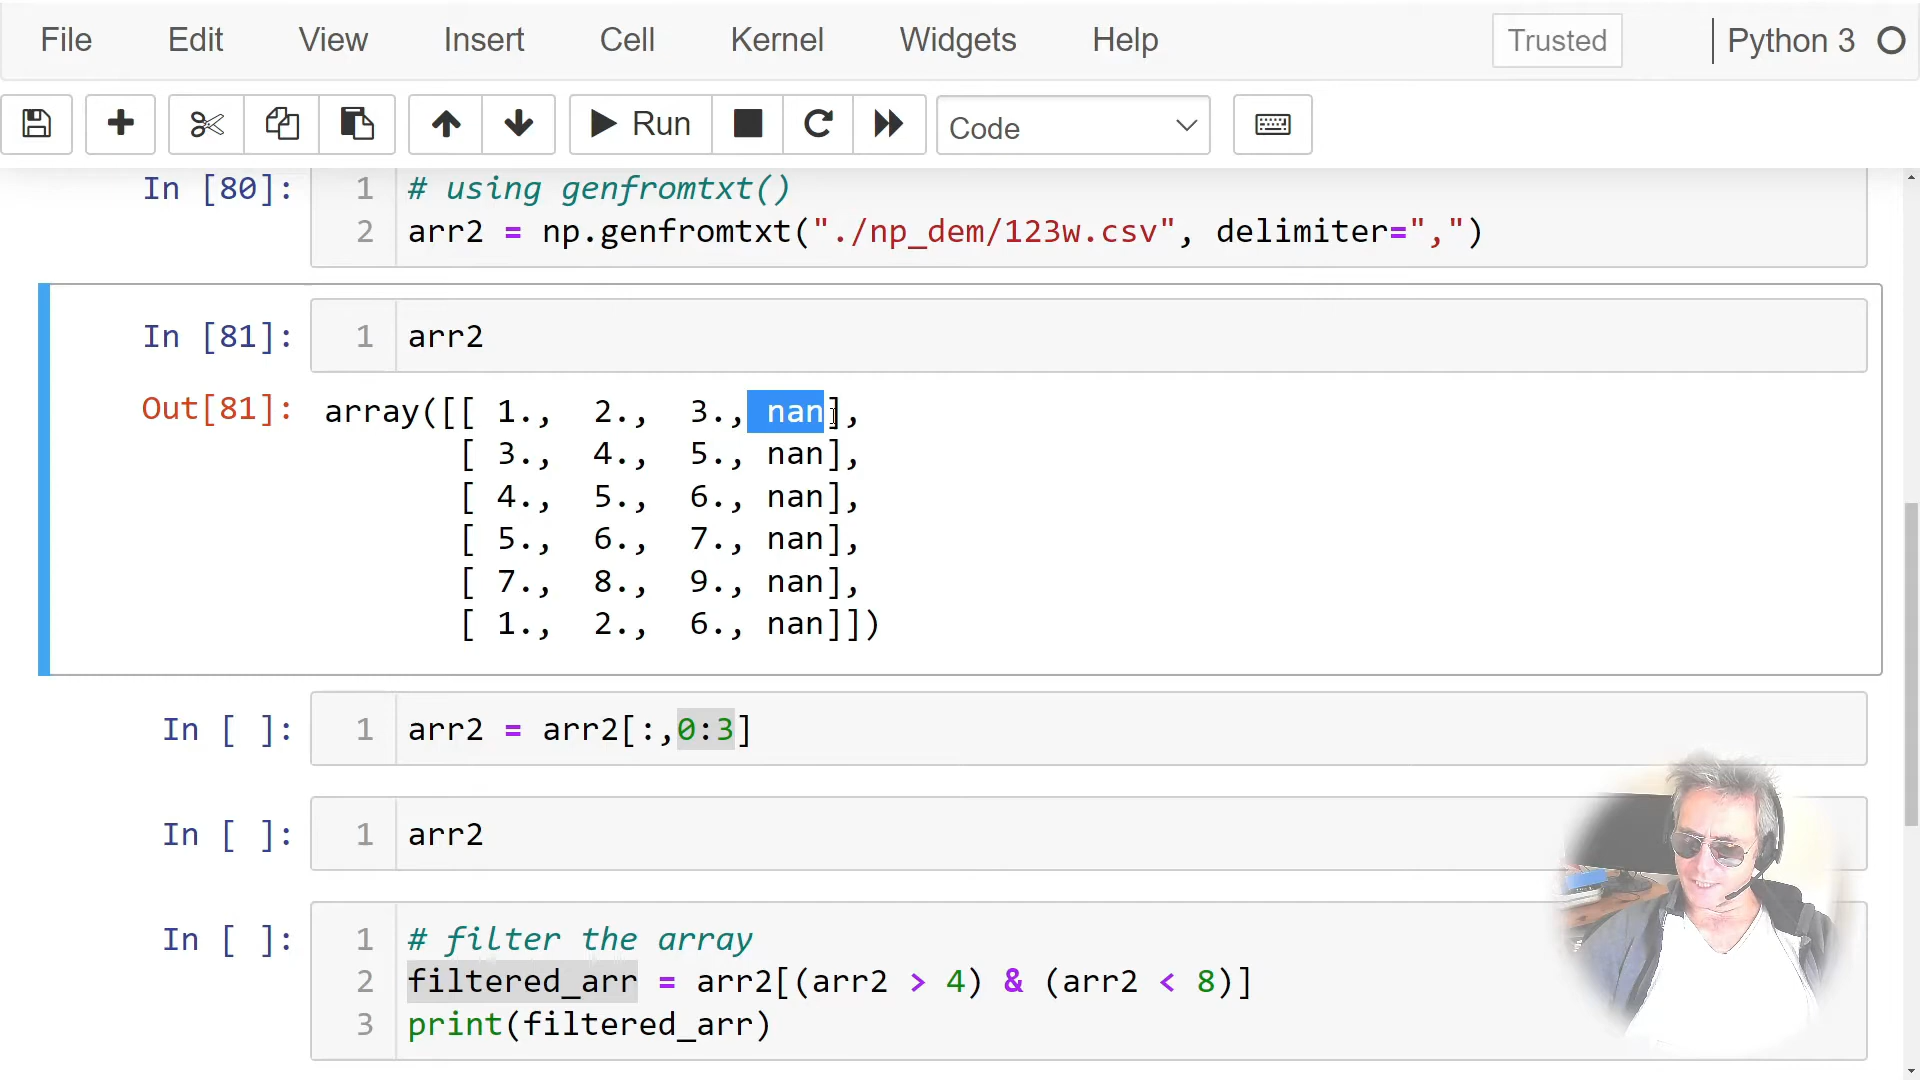 File Edit View Insert Cell Kernel Widgets Help Trusted Python 3
Run Code
In [80]: 1 # using genfromtxt()
2 arr2 = np.genfromtxt("./np_dem/123w.csv", delimiter=",")
In [81]: 1 arr2
Out[81]: array([[ 1.,  2.,  3., nan],
[ 3.,  4.,  5., nan],
[ 4.,  5.,  6., nan],
[ 5.,  6.,  7., nan],
[ 7.,  8.,  9., nan],
[ 1.,  2.,  6., nan]])
In [ ]: 1 arr2 = arr2[:,0:3]
In [ ]: 1 arr2
In [ ]: 1 # filter the array
2 filtered_arr = arr2[(arr2 > 4) & (arr2 < 8)]
3 print(filtered_arr)